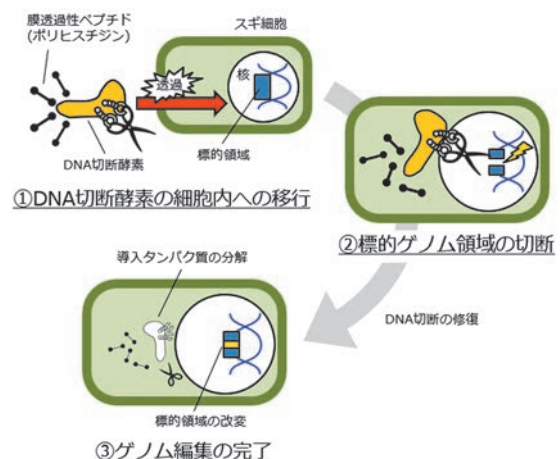 膜透過性ペプチド
(ポリヒスチジン)
スギ細胞
透過
核
DNA切断酵素
標的領域
①DNA切断酵素の細胞内への移行
②標的ゲノム領域の切断
導入タンパク質の分解
DNA切断の修復
標的領域の改変
③ゲノム編集の完了